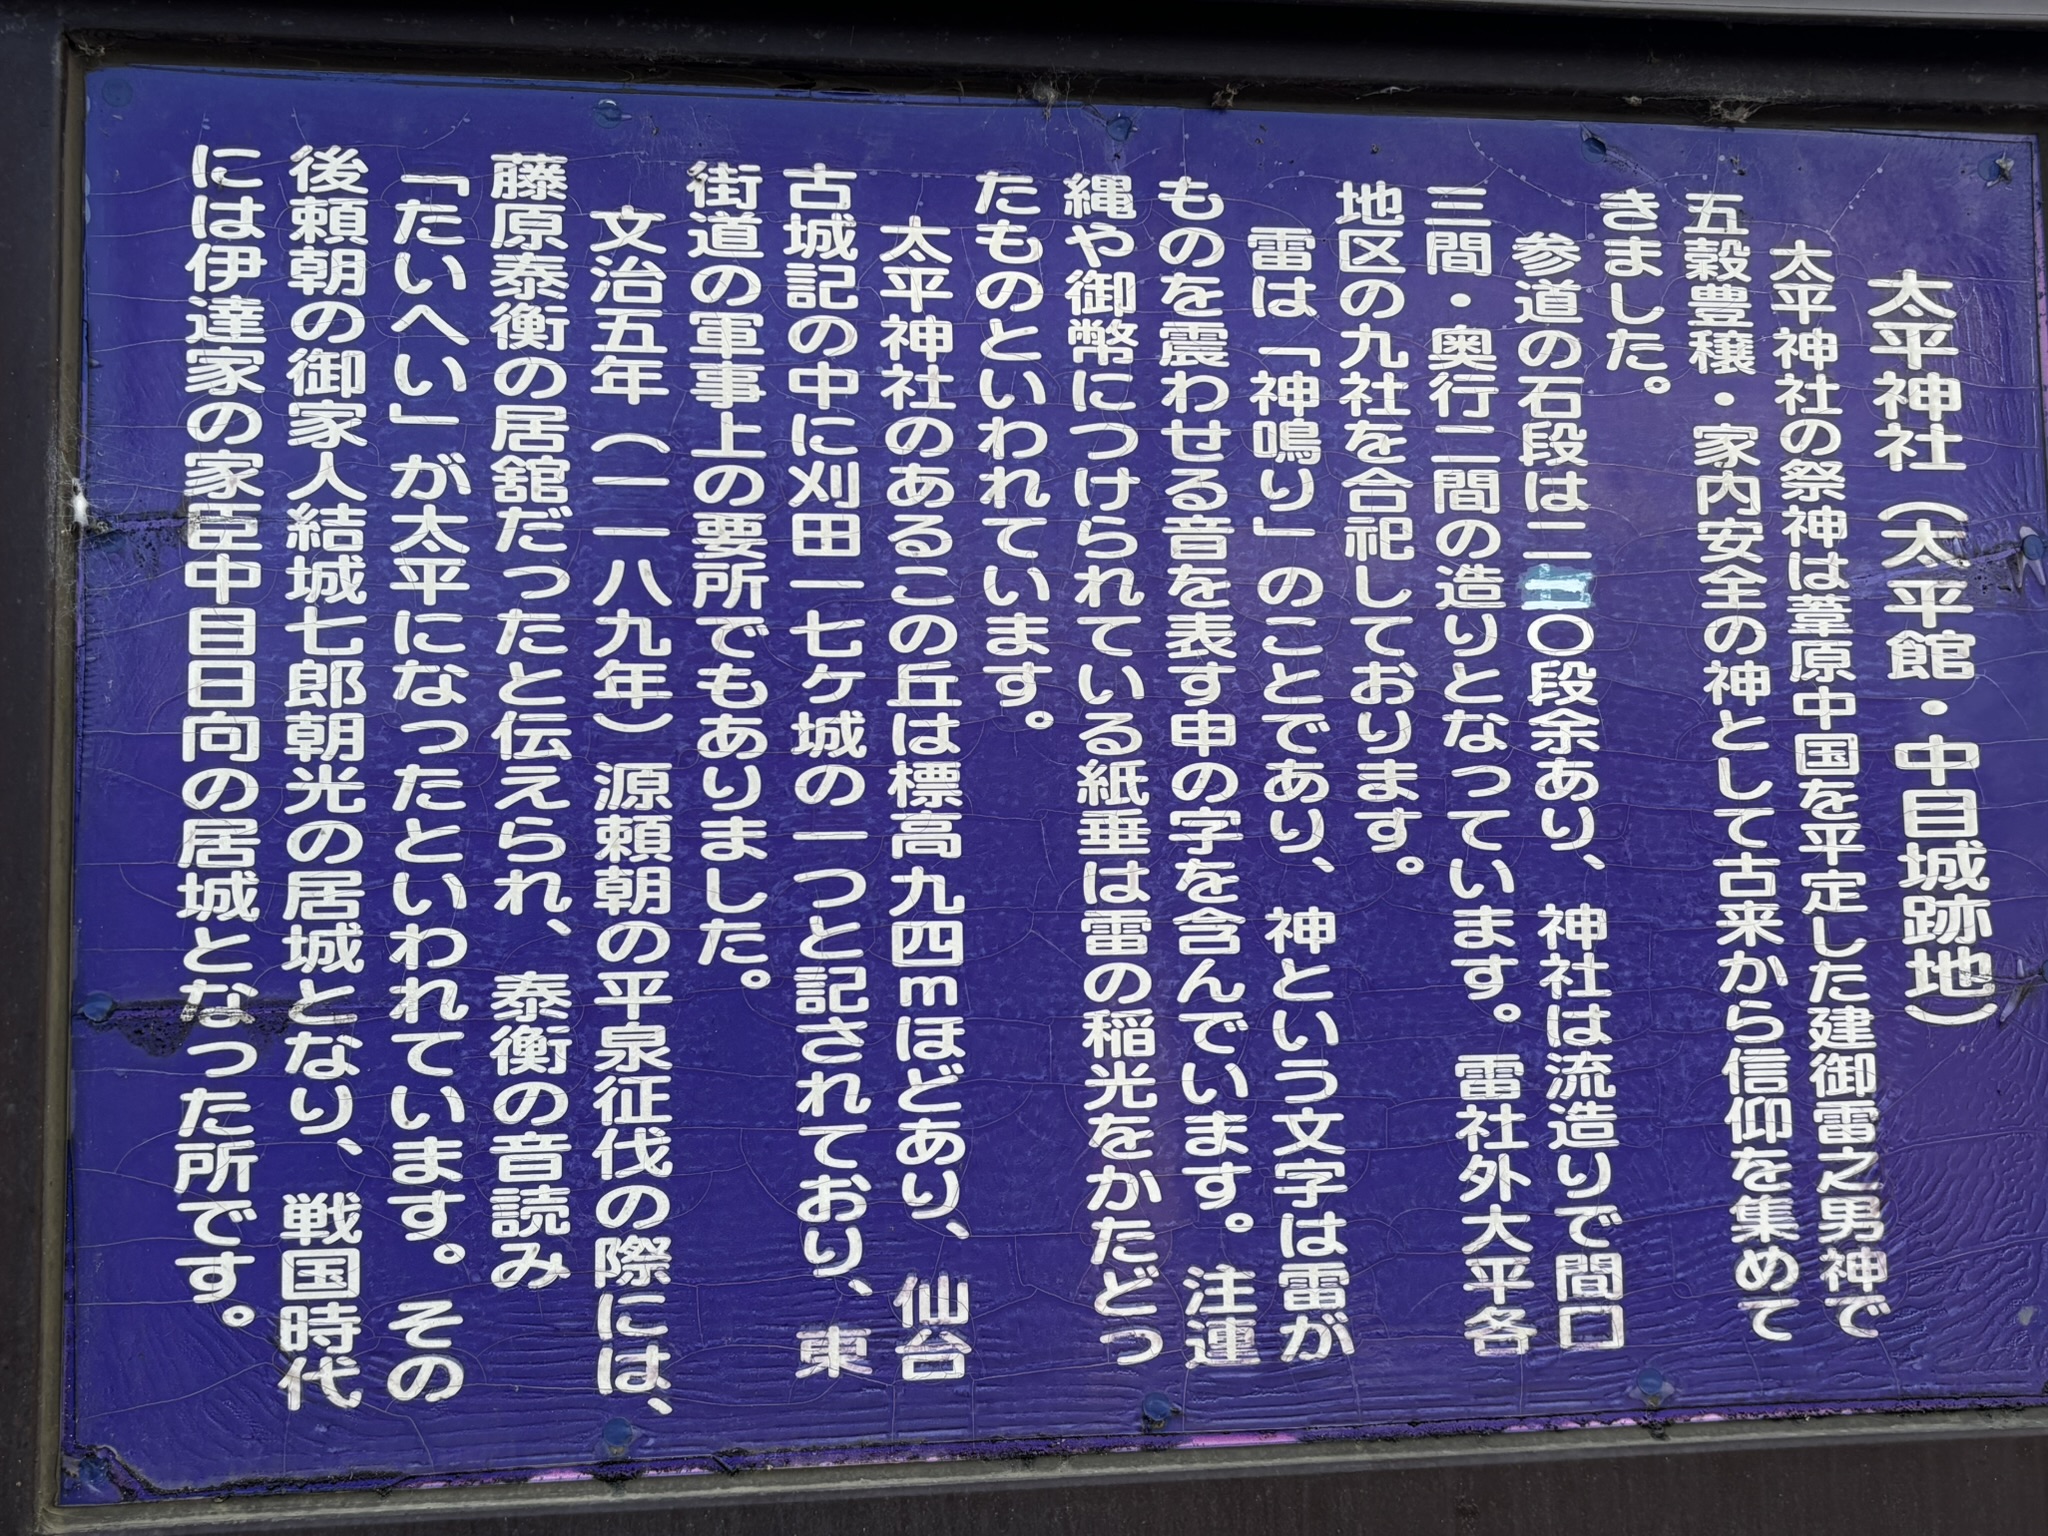 太平神社(太平館・中目城跡地)
太平神社の祭神は葦原中国を平定した建御雷之男神で
五穀豊穣・家内安全の神として古来から信仰を集めて
きました。
参道の石段は二三〇段余あり、神社は流造りで間口
三間・奥行二間の造りとなっています。雷社外大平各
地区の九社を合祀しております。
雷は「神鳴り」のことであり、神という文字は雷が
ものを震わせる音を表す申の字を含んでいます。注連
縄や御幣につけられている紙垂は雷の稲光をかたどっ
たものといわれています。
太平神社のあるこの丘は標高九四mほどあり、仙台
古城記の中に刈田一七ヶ城の一つと記されており、東
街道の軍事上の要所でもありました。
文治五年(一一八九年)源頼朝の平泉征伐の際には、
藤原泰衡の居舘だったと伝えられ、泰衡の音読み
「たいへい」が太平になったといわれています。その
後頼朝の御家人結城七郎朝光の居城となり、戦国時代
には伊達家の家臣中目日向の居城となった所です。